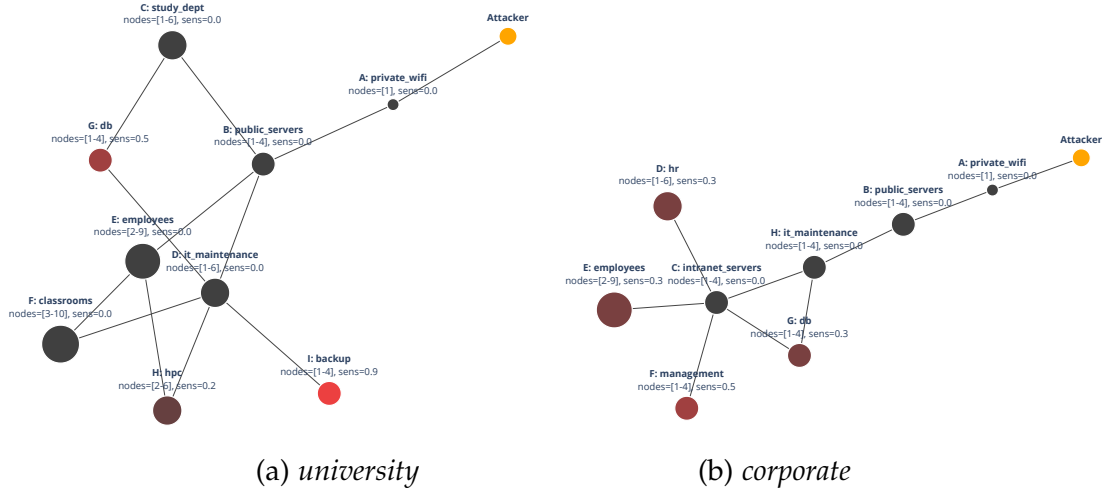 C: study_dept
nodes=[1-6], sens=0.0
Attacker
A: private_wifi
nodes=[1], sens=0.0
G: db
nodes=[1-4], sens=0.5
B: public_servers
nodes=[1-4], sens=0.0
E: employees
nodes=[2-9], sens=0.0
D: it_maintenance
nodes=[1-6], sens=0.0
F: classrooms
nodes=[3-10], sens=0.0
H: hpc
nodes=[2-6], sens=0.2
I: backup
nodes=[1-4], sens=0.9
(a) university
Attacker
A: private_wifi
nodes=[1], sens=0.0
D: hr
nodes=[1-6], sens=0.3
B: public_servers
nodes=[1-4], sens=0.0
H: it_maintenance
nodes=[1-4], sens=0.0
E: employees
nodes=[2-9], sens=0.3
C: intranet_servers
nodes=[1-4], sens=0.0
G: db
nodes=[1-4], sens=0.3
F: management
nodes=[1-4], sens=0.5
(b) corporate